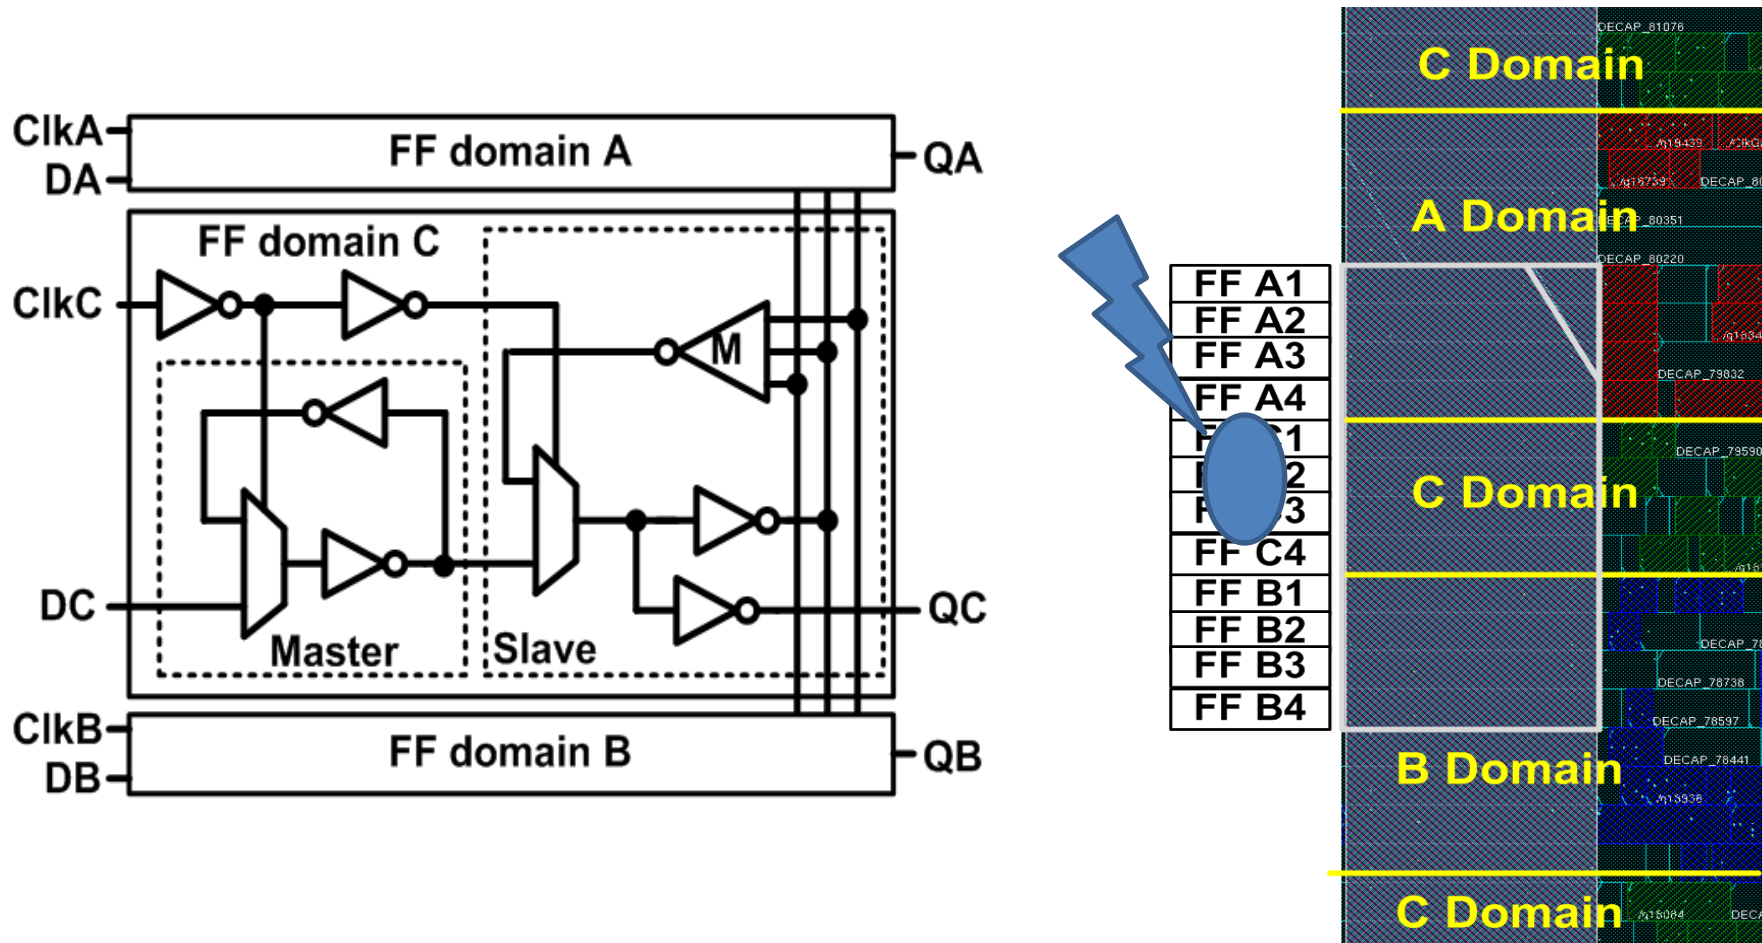 ClkA
DA
FF domain A
QA
FF domain C
ClkC
M
DC
Master
Slave
QC
ClkB
DB
FF domain B
QB
FF A1
FF A2
FF A3
FF A4
FF C4
FF B1
FF B2
FF B3
FF B4
C Domain
DECAP_81076
A Domain
DECAP_80220
DECAP_79832
C Domain
DECAP_79590
DECAP_78738
DECAP_78597
B Domain
DECAP_78441
C Domain